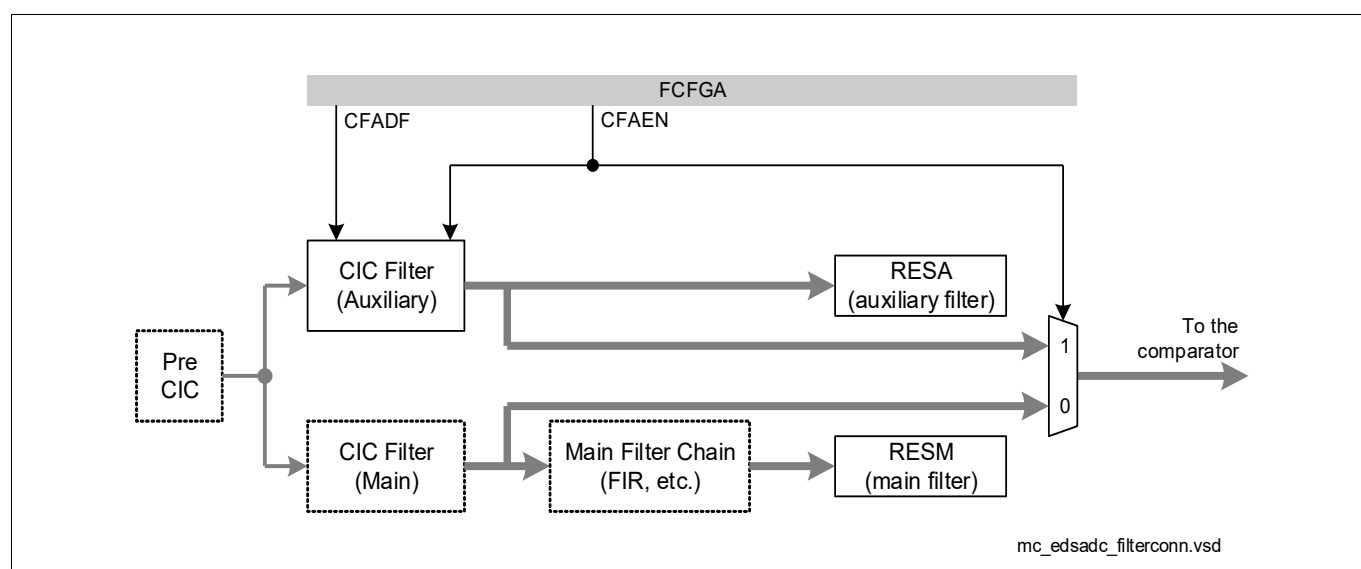 FCFGA
CFADF
CFAEN
CIC Filter
(Auxiliary)
RESA
(auxiliary filter)
To the
comparator
1
Pre
CIC
0
CIC Filter
(Main)
Main Filter Chain
(FIR, etc.)
RESM
(main filter)
mc_edsadc_filterconn.vsd